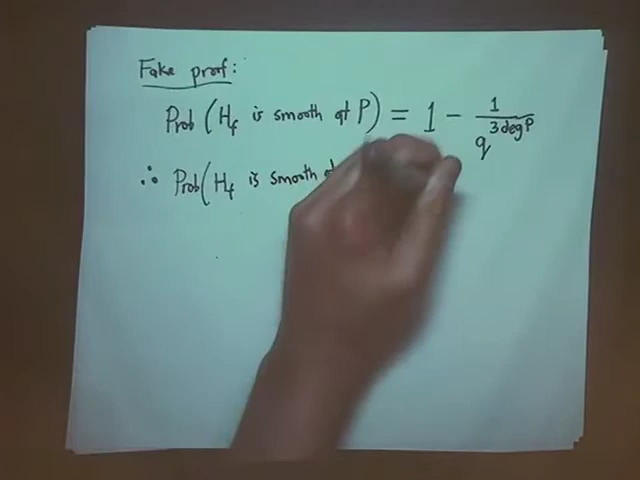 Fake proof:
Prob(H_f is smooth at P) = 1 - 1/q^{3 deg P}
∴ Prob(H_f is smooth